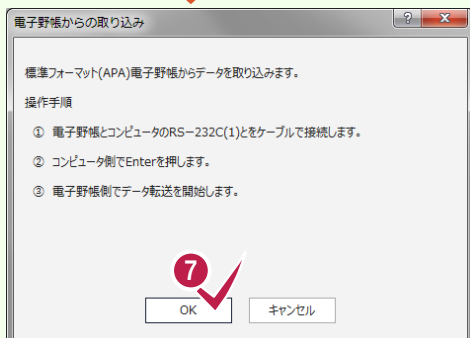 電子野帳からの取り込み
標準フォーマット(APA)電子野帳からデータを取り込みます。
操作手順
① 電子野帳とコンピュータのRS-232C(1)とをケーブルで接続します。
② コンピュータ側でEnterを押します。
③ 電子野帳側でデータ転送を開始します。
7
OK キャンセル